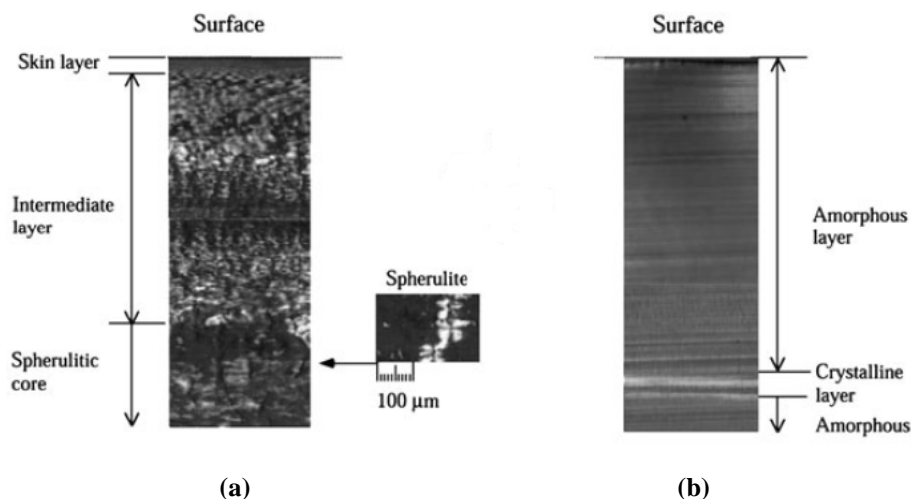 Surface
Skin layer
Intermediate
layer
Spherulitic
core
Spherulite
100 μm
(a)
Surface
Amorphous
layer
Crystalline
layer
Amorphous
(b)